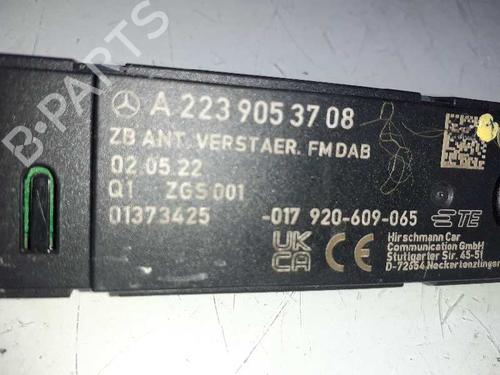 A 223 905 37 08
ZB ANT. VERSTAER. FM DAB
02.05.22
Q1 ZGS 001
01373425 -017 920-609-065 TE
UK CA CE
Hirschmann Car
Communication GmbH
Stuttgarter Str. 45-51
D-72654 Neckartenzlingen
B-PARTS